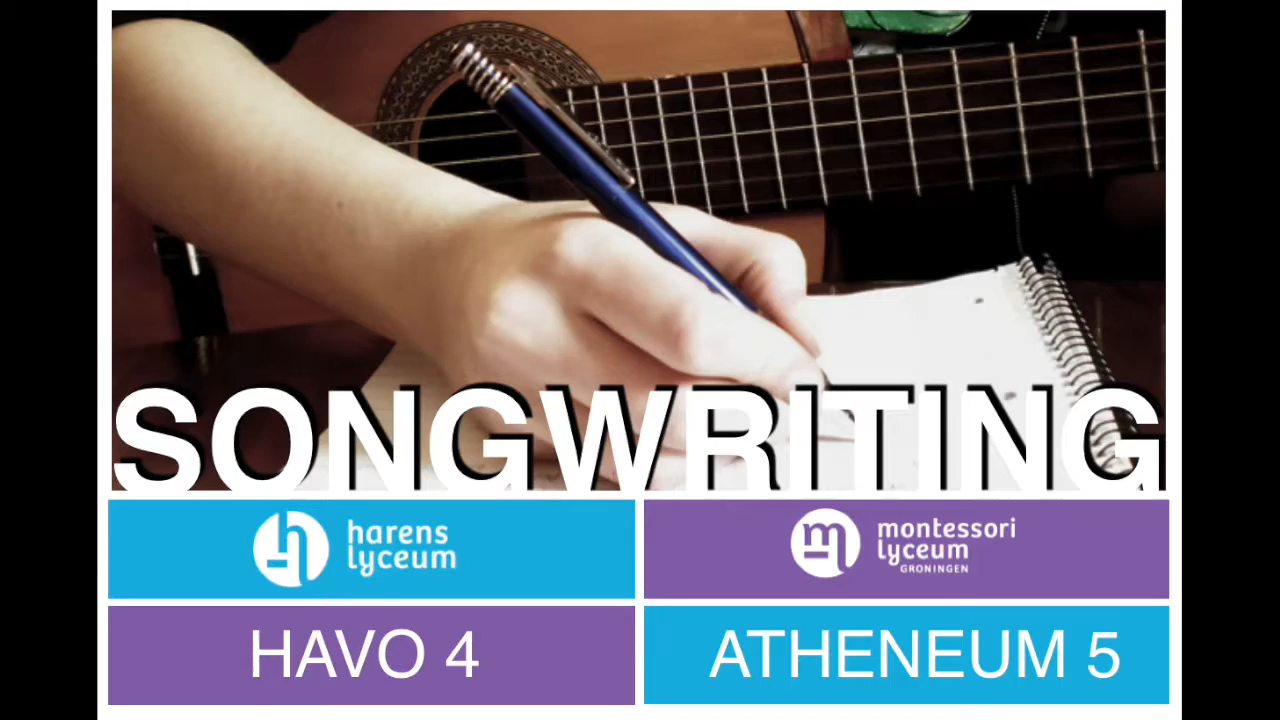 SONGWRITING
harens
lyceum
montessori
lyceum
GRONINGEN
HAVO 4
ATHENEUM 5